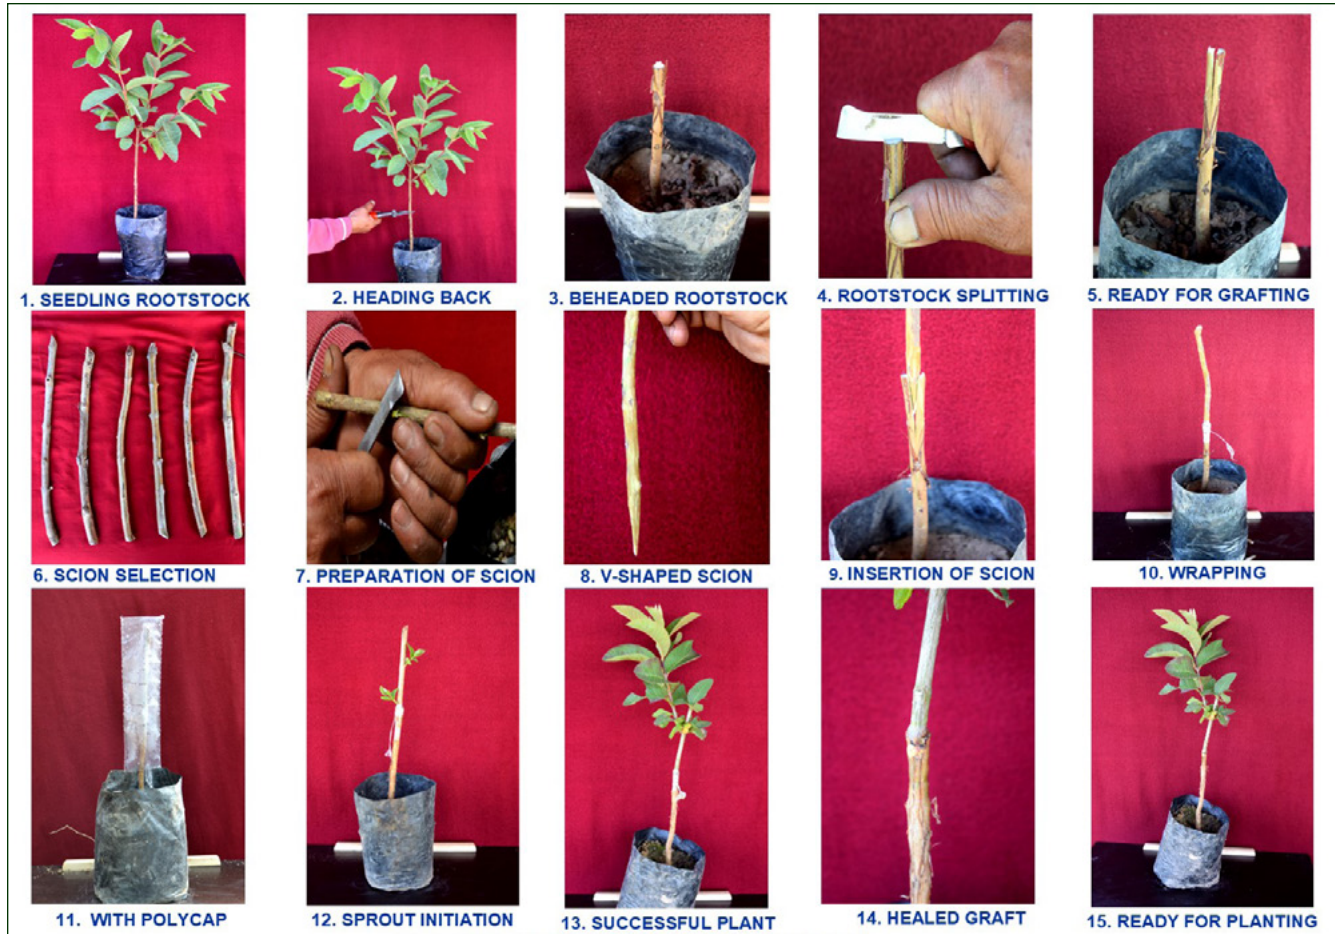 1. SEEDLING ROOTSTOCK
2. HEADING BACK
3. BEHEADED ROOTSTOCK
4. ROOTSTOCK SPLITTING
5. READY FOR GRAFTING
6. SCION SELECTION
7. PREPARATION OF SCION
8. V-SHAPED SCION
9. INSERTION OF SCION
10. WRAPPING
11. WITH POLYCAP
12. SPROUT INITIATION
13. SUCCESSFUL PLANT
14. HEALED GRAFT
15. READY FOR PLANTING